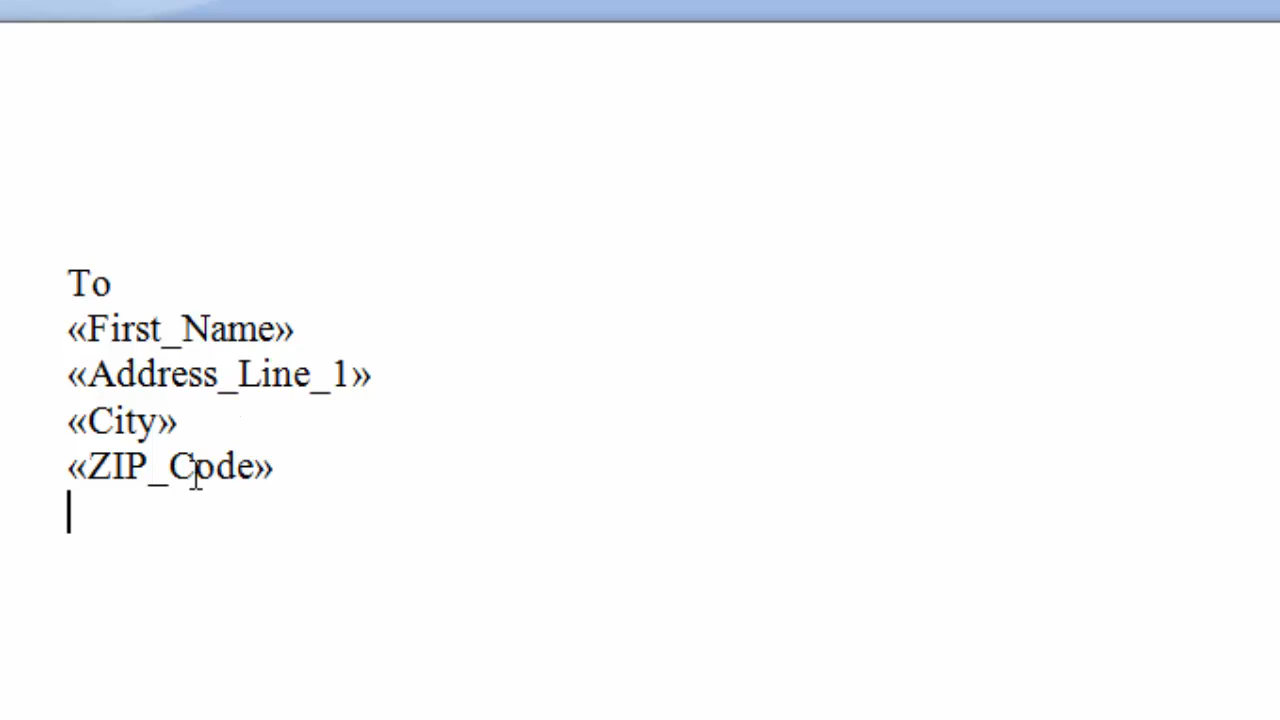 To
«First_Name»
«Address_Line_1»
«City»
«ZIP_Code»